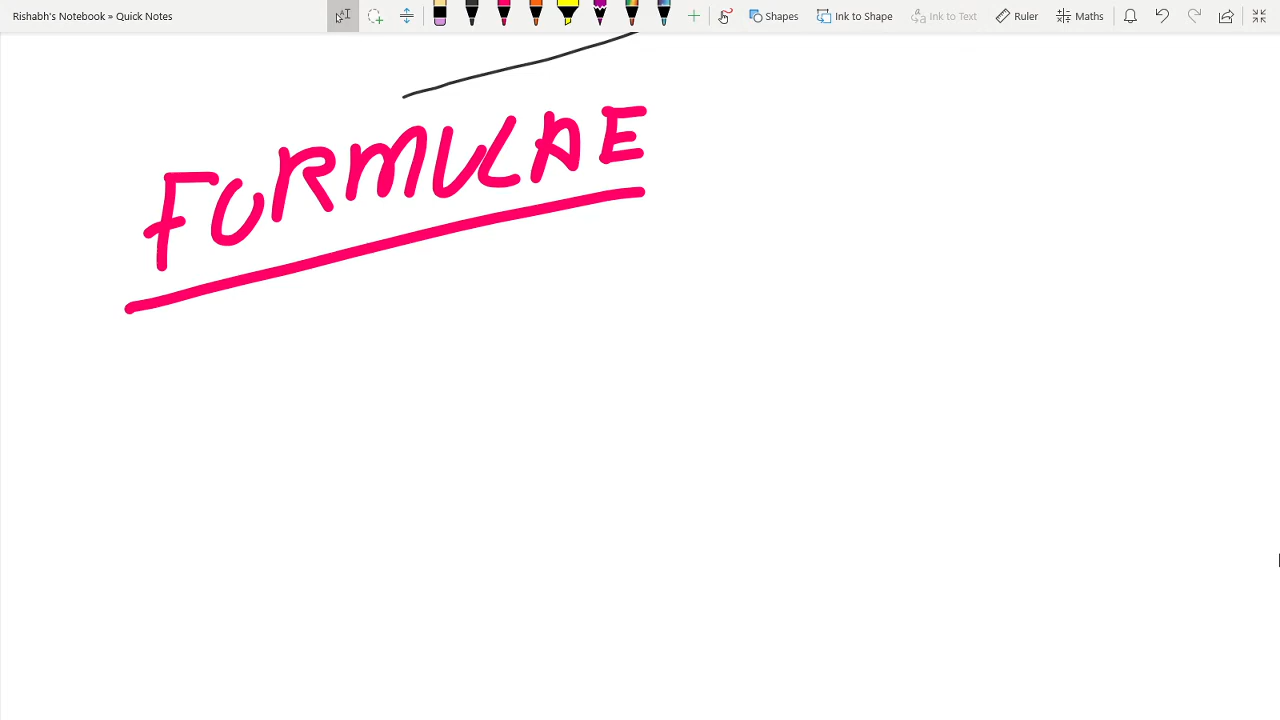 Rishabh's Notebook » Quick Notes
Shapes
Ink to Shape
Ink to Text
Ruler
Maths
FORMULAE